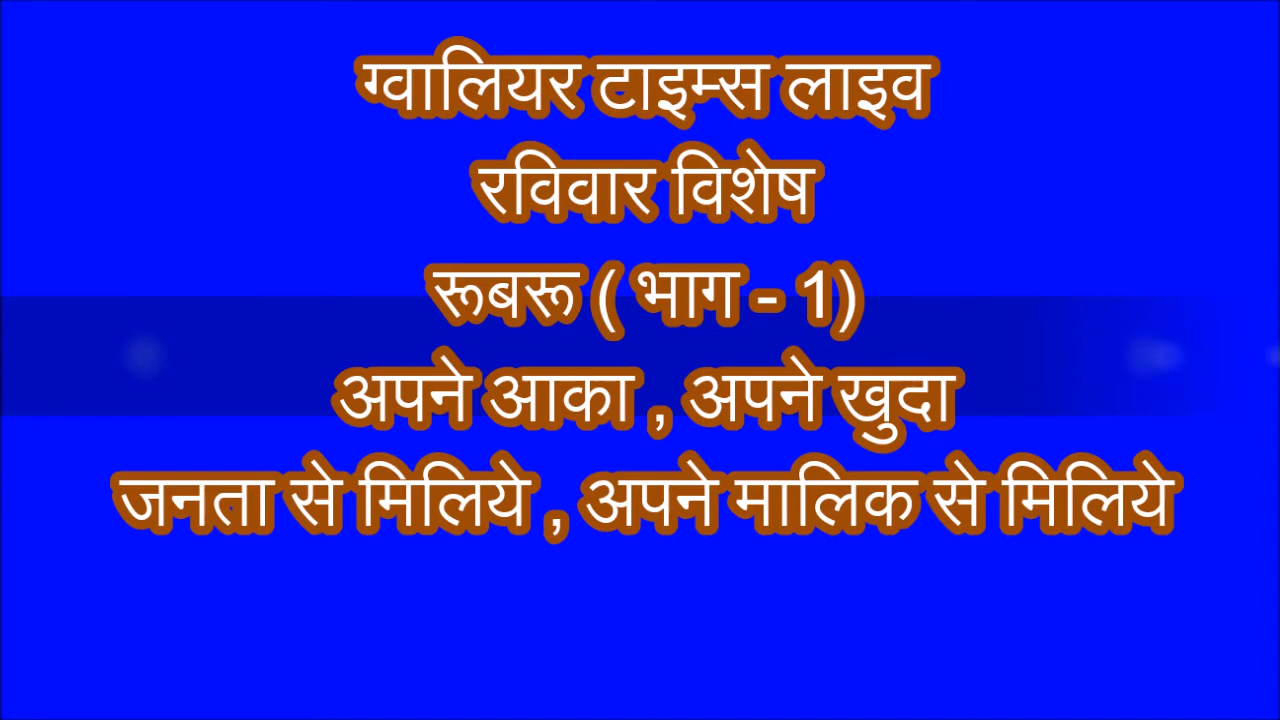 ग्वालियर टाइम्स लाइव
रविवार विशेष
रूबरू ( भाग - 1)
अपने आका , अपने खुदा
जनता से मिलिये , अपने मालिक से मिलिये